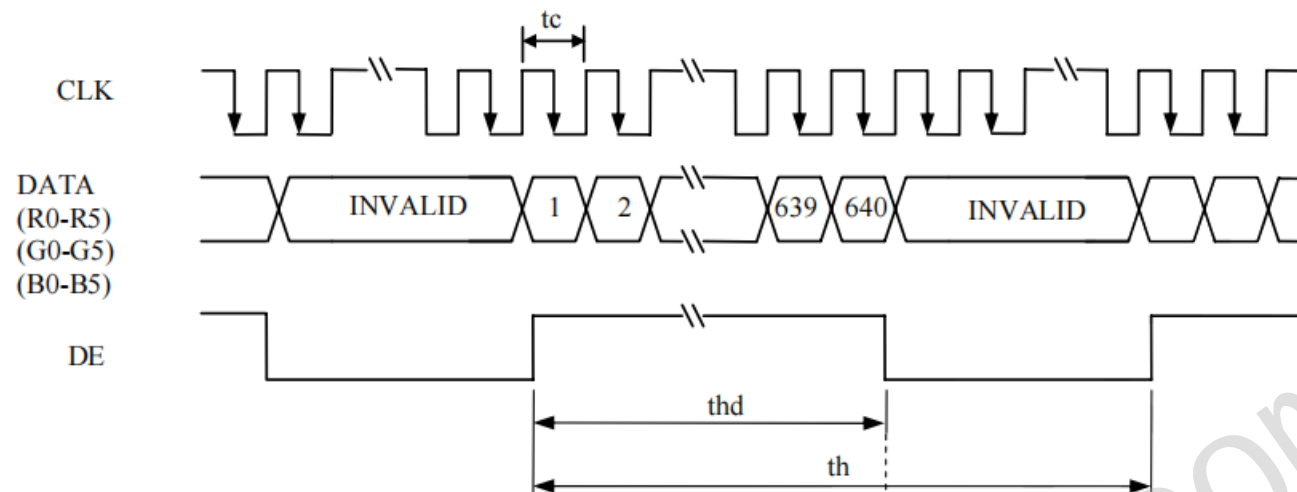 tc
CLK
DATA
(R0-R5)
(G0-G5)
(B0-B5)
INVALID 1 2 639 640 INVALID
DE
thd
th